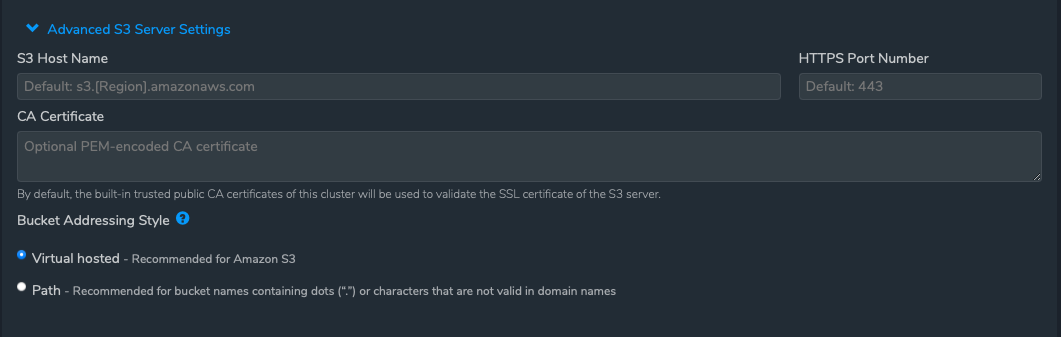 Advanced S3 Server Settings
S3 Host Name
HTTPS Port Number
Default: s3.[Region].amazonaws.com
Default: 443
CA Certificate
Optional PEM-encoded CA certificate
By default, the built-in trusted public CA certificates of this cluster will be used to validate the SSL certificate of the S3 server.
Bucket Addressing Style ?
Virtual hosted - Recommended for Amazon S3
Path - Recommended for bucket names containing dots (“.”) or characters that are not valid in domain names